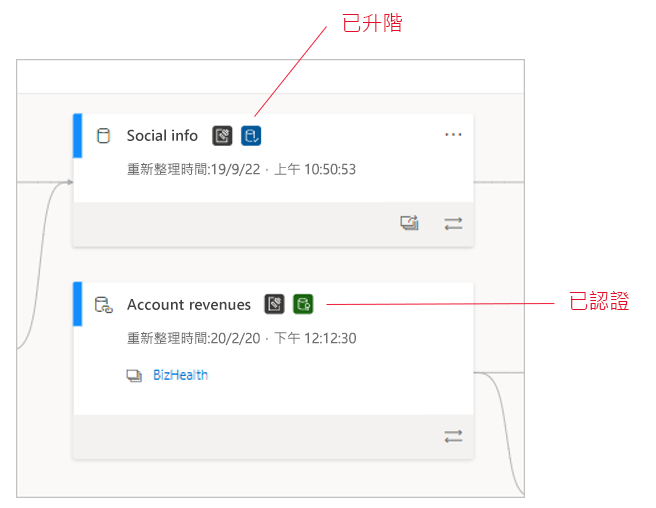 已升階
Social info
重新整理時間:19/9/22 · 上午 10:50:53
Account revenues
已認證
重新整理時間:20/2/20 · 下午 12:12:30
BizHealth